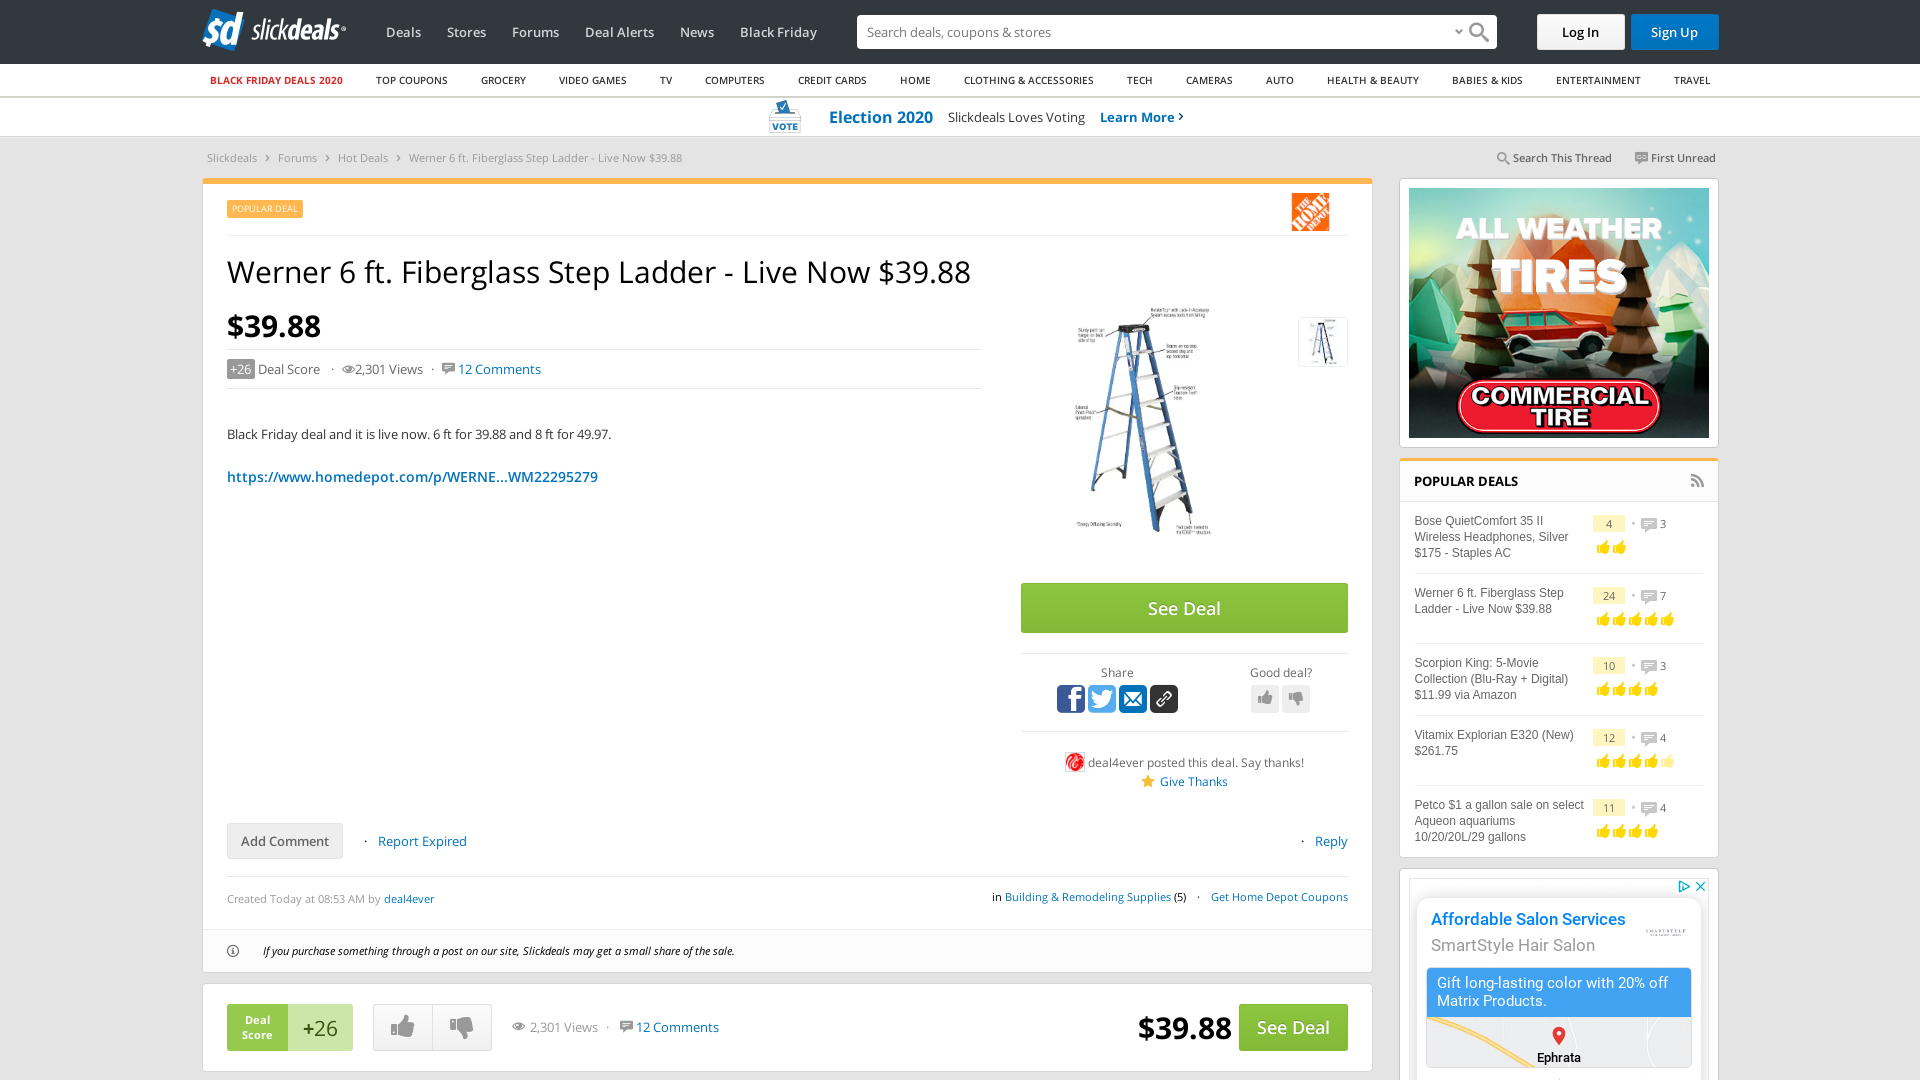 slickdeals
Deals
Stores
Forums
Deal Alerts
News
Black Friday
Search deals, coupons & stores
Log In
Sign Up
BLACK FRIDAY DEALS 2020
TOP COUPONS
GROCERY
VIDEO GAMES
TV
COMPUTERS
CREDIT CARDS
HOME
CLOTHING & ACCESSORIES
TECH
CAMERAS
AUTO
HEALTH & BEAUTY
BABIES & KIDS
ENTERTAINMENT
TRAVEL
VOTE
Election 2020 Slickdeals Loves Voting Learn More
Slickdeals › Forums › Hot Deals › Werner 6 ft. Fiberglass Step Ladder - Live Now $39.88
Search This Thread
First Unread
POPULAR DEAL
THE HOME DEPOT
Werner 6 ft. Fiberglass Step Ladder - Live Now $39.88
$39.88
+26 Deal Score · 2,301 Views · 12 Comments
Black Friday deal and it is live now. 6 ft for 39.88 and 8 ft for 49.97.
https://www.homedepot.com/p/WERNE...WM22295279
See Deal
Share
Good deal?
deal4ever posted this deal. Say thanks!
Give Thanks
Add Comment
· Report Expired
· Reply
Created Today at 08:53 AM by deal4ever
in Building & Remodeling Supplies (5) · Get Home Depot Coupons
If you purchase something through a post on our site, Slickdeals may get a small share of the sale.
Deal
Score
+26
2,301 Views · 12 Comments
$39.88
See Deal
ALL WEATHER
TIRES
COMMERCIAL
TIRE
POPULAR DEALS
Bose QuietComfort 35 II
Wireless Headphones, Silver
$175 - Staples AC
4 • 3
Werner 6 ft. Fiberglass Step
Ladder - Live Now $39.88
24 • 7
Scorpion King: 5-Movie
Collection (Blu-Ray + Digital)
$11.99 via Amazon
10 • 3
Vitamix Explorian E320 (New)
$261.75
12 • 4
Petco $1 a gallon sale on select
Aqueon aquariums
10/20/20L/29 gallons
11 • 4
Affordable Salon Services
SmartStyle Hair Salon
SMARTSTYLE
Gift long-lasting color with 20% off
Matrix Products.
Ephrata